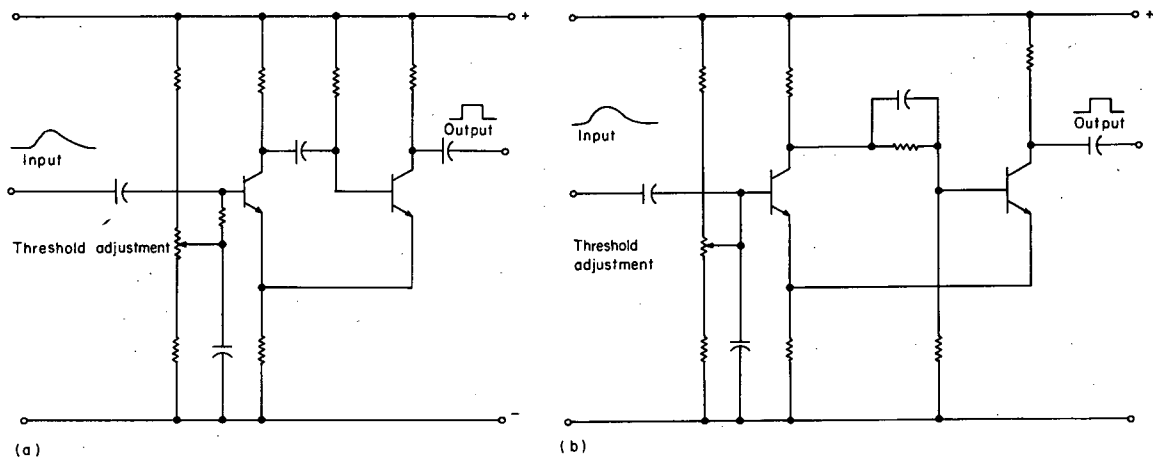 +
Output
Input
Threshold adjustment
−
(a)
+
Output
Input
Threshold
adjustment
(b)